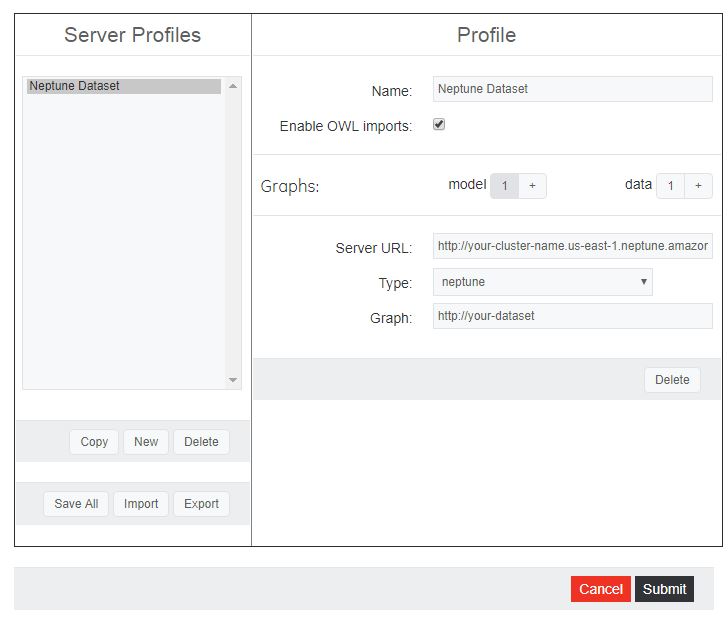 Server Profiles
Neptune Dataset
Copy New Delete
Save All Import Export
Profile
Name: Neptune Dataset
Enable OWL imports:
Graphs: model 1 + data 1 +
Server URL: http://your-cluster-name.us-east-1.neptune.amazor
Type: neptune
Graph: http://your-dataset
Delete
Cancel Submit